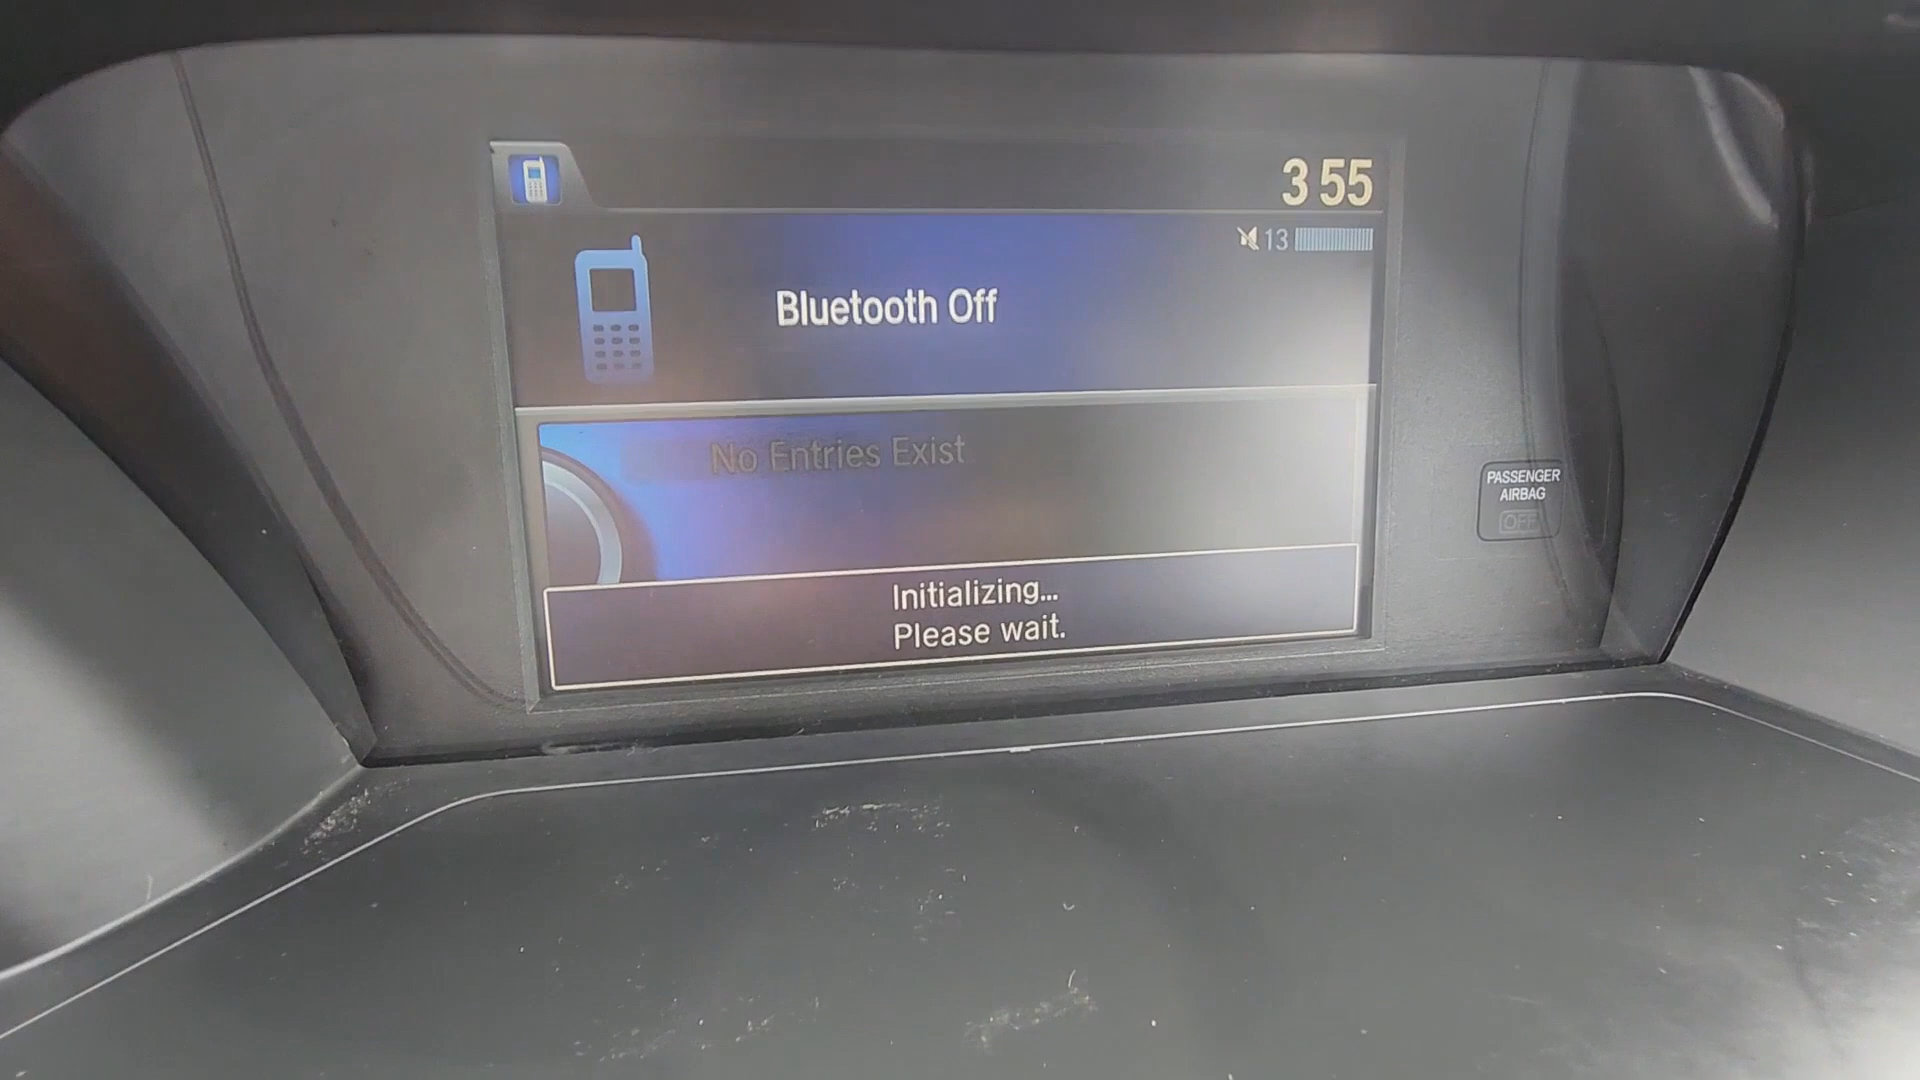 3 55
13
Bluetooth Off
No Entries Exist
PASSENGER
AIRBAG
OFF
Initializing...
Please wait.